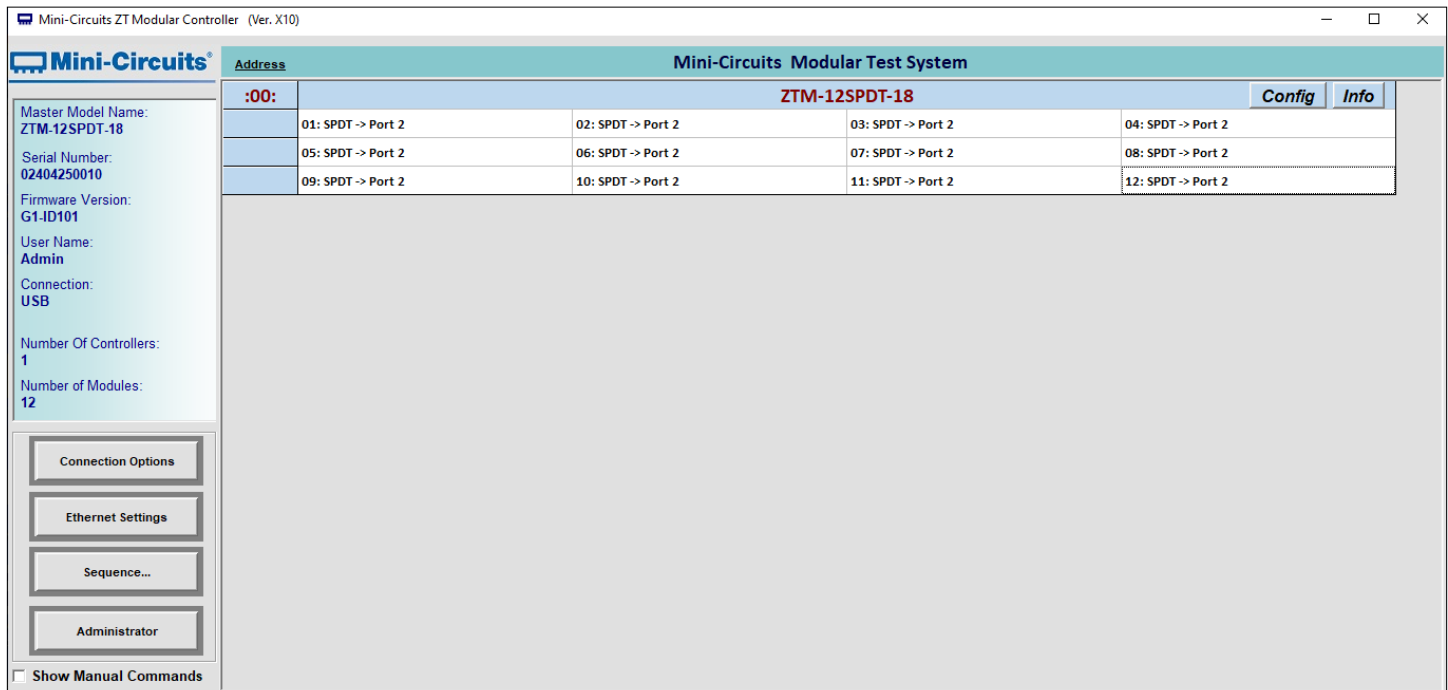 Mini-Circuits ZT Modular Controller (Ver. X10)
Mini-Circuits®
Address
Mini-Circuits Modular Test System
:00:
ZTM-12SPDT-18
Config
Info
01: SPDT -> Port 2
02: SPDT -> Port 2
03: SPDT -> Port 2
04: SPDT -> Port 2
05: SPDT -> Port 2
06: SPDT -> Port 2
07: SPDT -> Port 2
08: SPDT -> Port 2
09: SPDT -> Port 2
10: SPDT -> Port 2
11: SPDT -> Port 2
12: SPDT -> Port 2
Master Model Name:
ZTM-12SPDT-18
Serial Number:
02404250010
Firmware Version:
G1-ID101
User Name:
Admin
Connection:
USB
Number Of Controllers:
1
Number of Modules:
12
Connection Options
Ethernet Settings
Sequence...
Administrator
Show Manual Commands